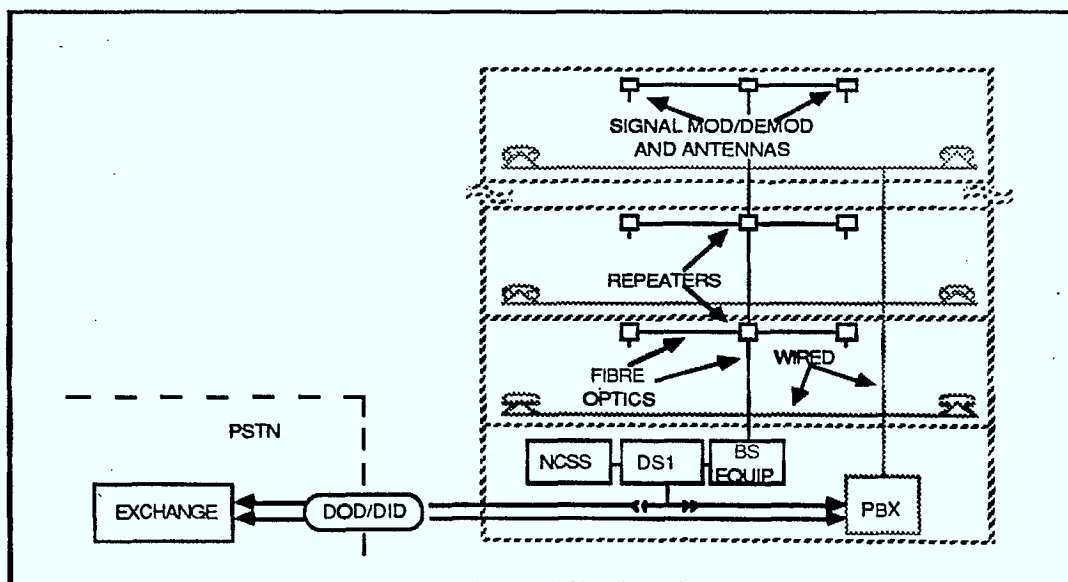 SIGNAL MOD/DEMOD
AND ANTENNAS
REPEATERS
FIBRE
OPTICS
WIRED
PSTN
NCSS
DS1
BS
EQUIP
EXCHANGE
DOD/DID
PBX